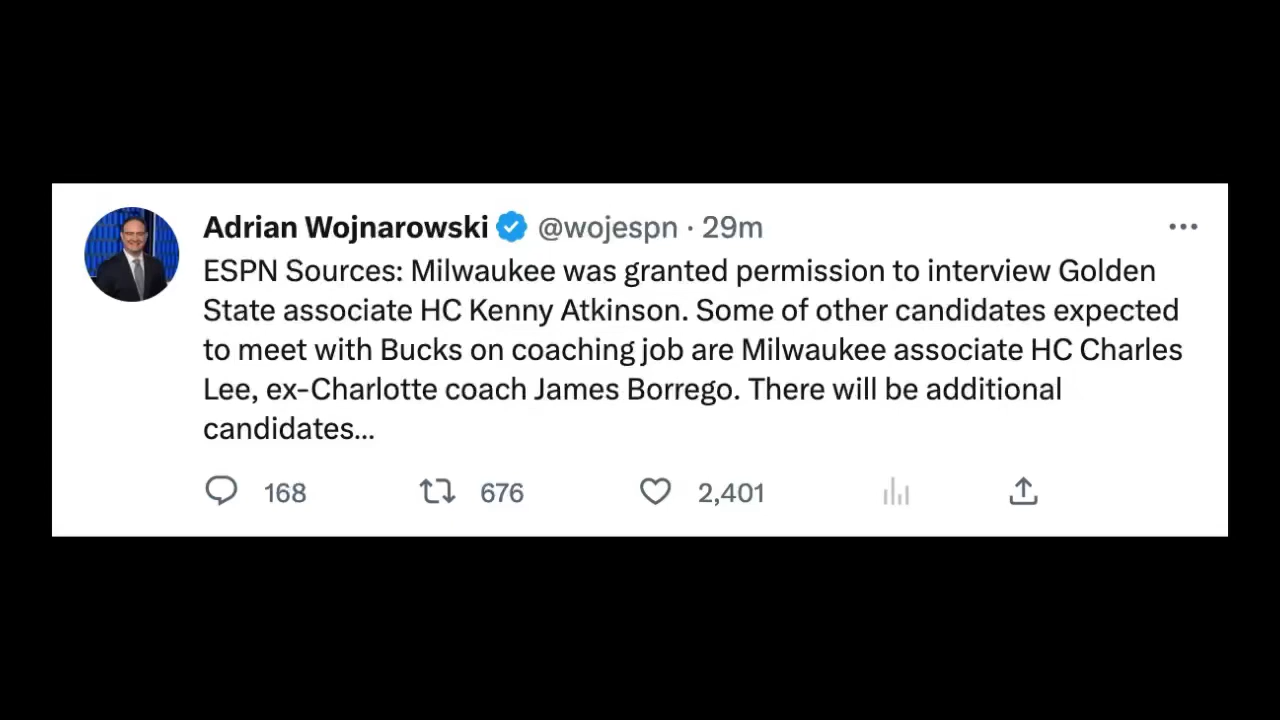 Adrian Wojnarowski @wojespn · 29m
ESPN Sources: Milwaukee was granted permission to interview Golden
State associate HC Kenny Atkinson. Some of other candidates expected
to meet with Bucks on coaching job are Milwaukee associate HC Charles
Lee, ex-Charlotte coach James Borrego. There will be additional
candidates...
168 676 2,401